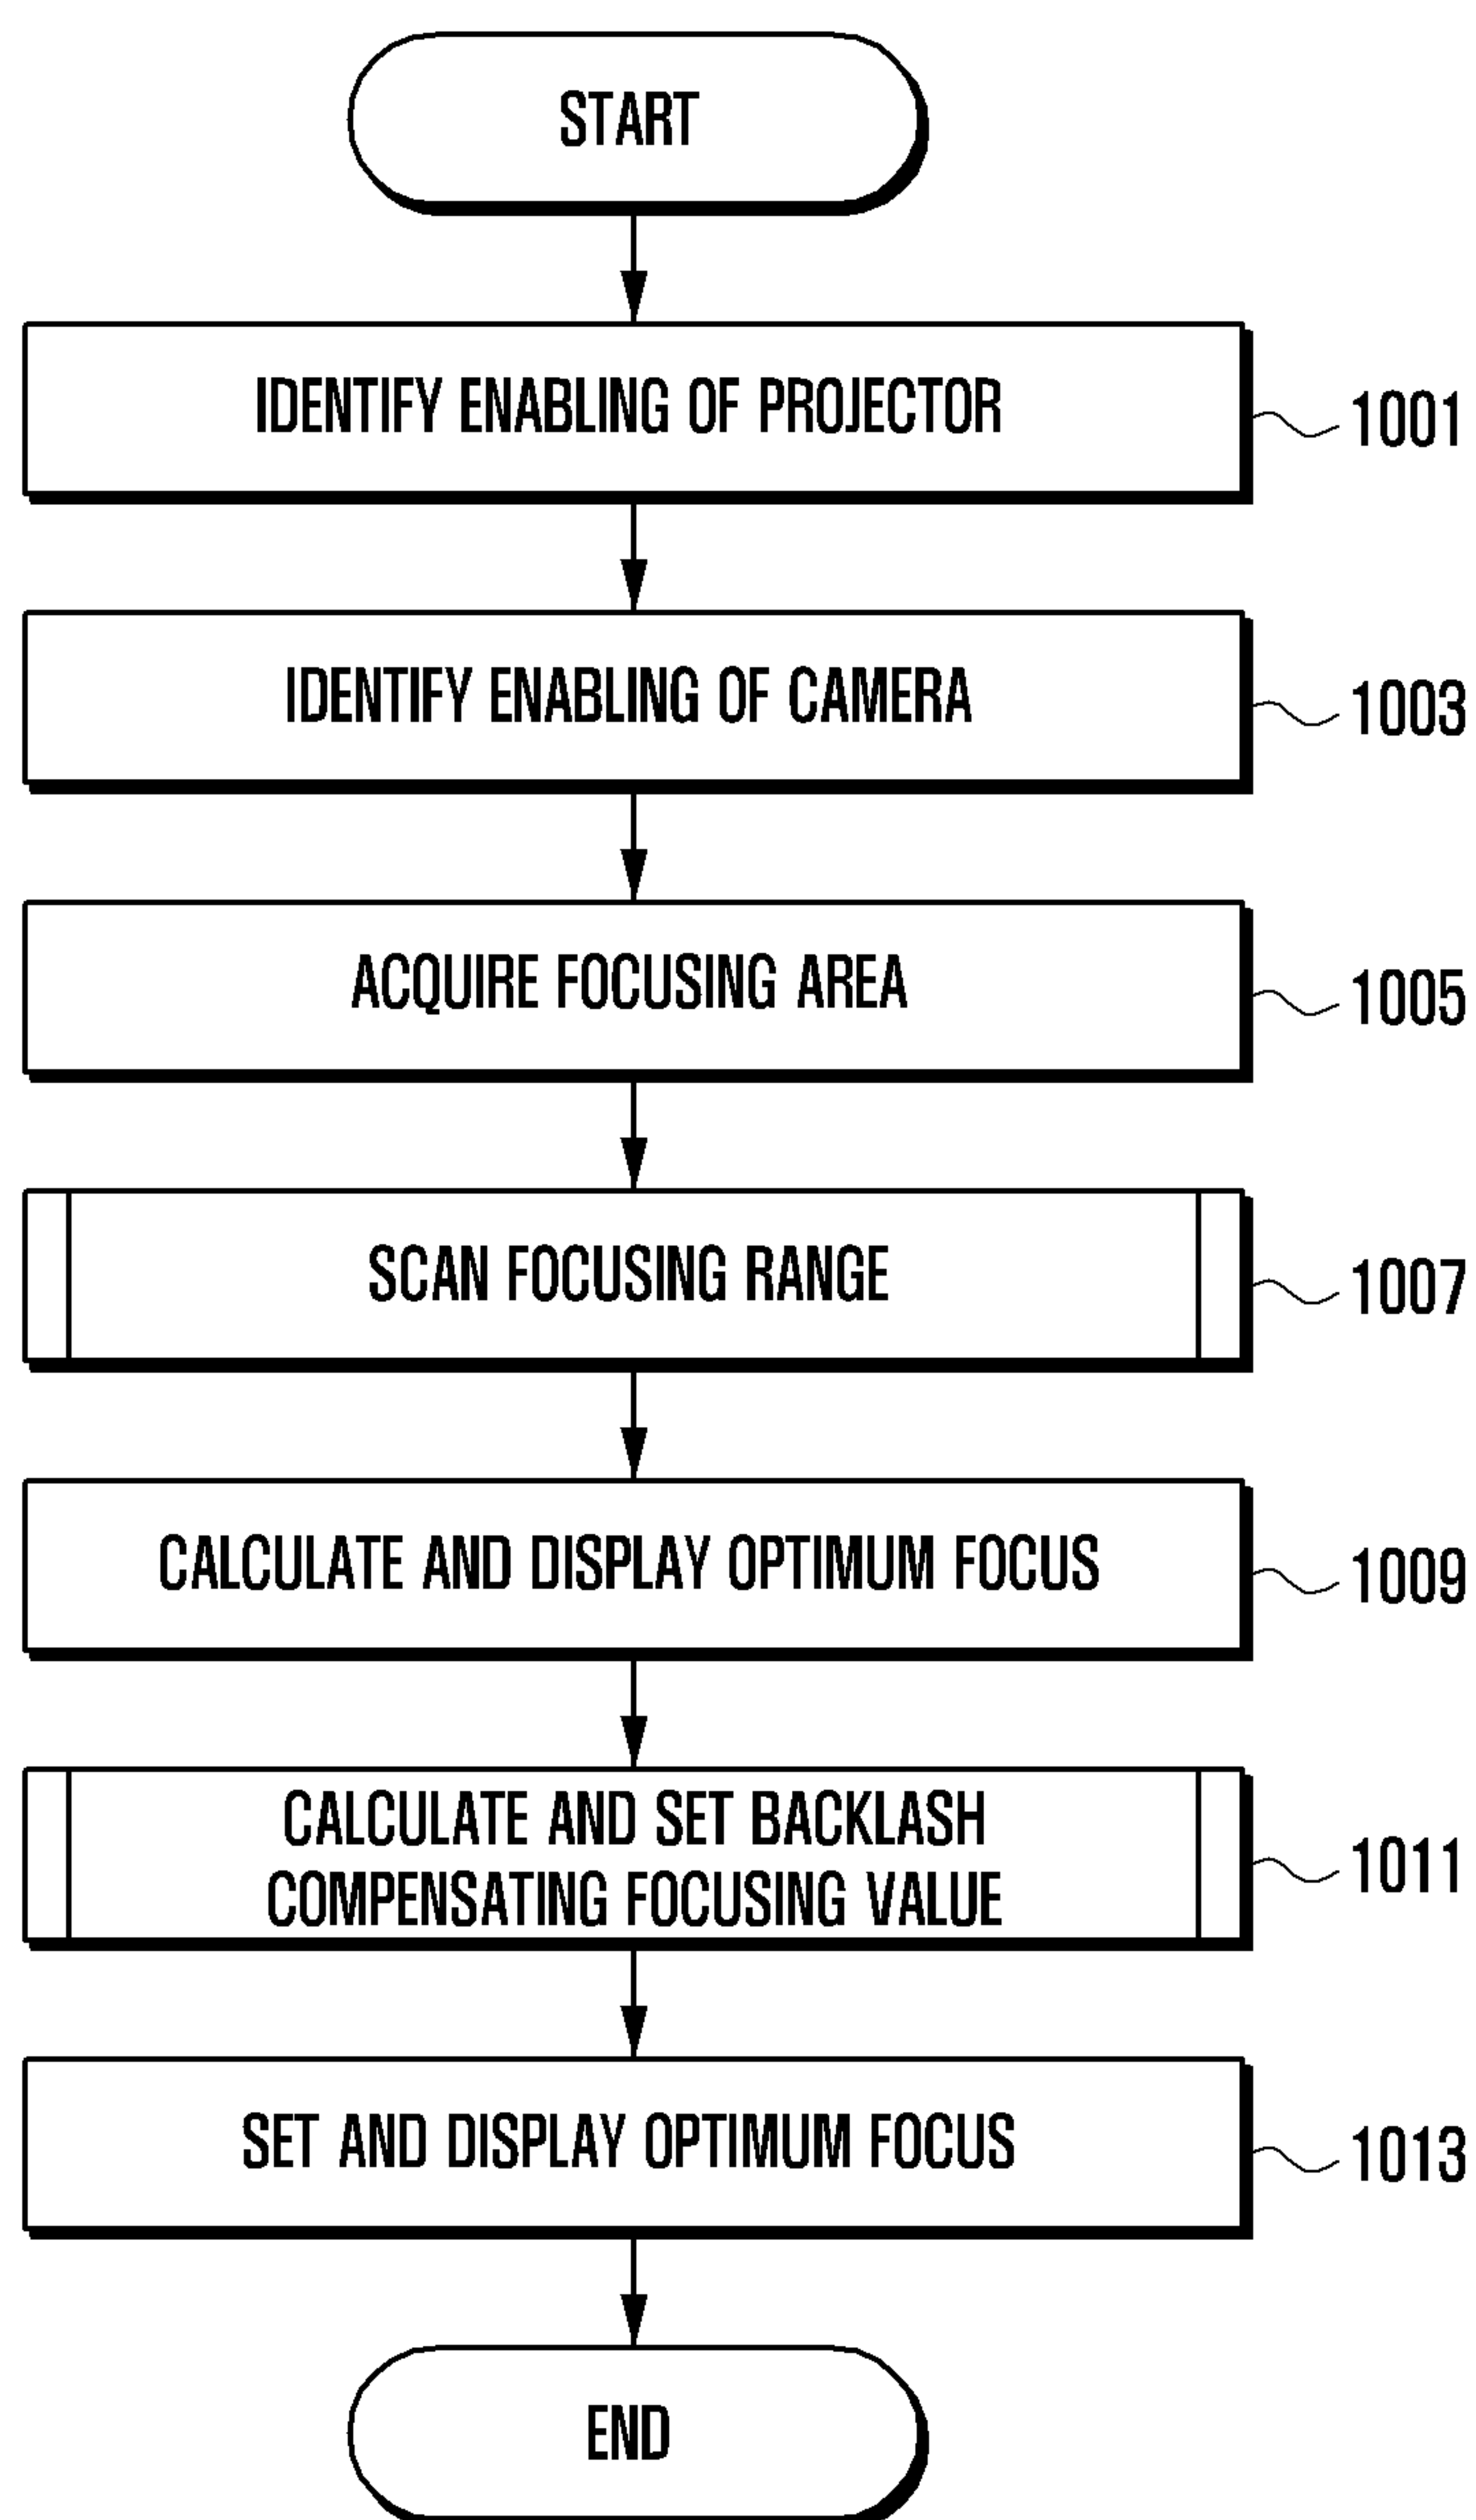 START
IDENTIFY ENABLING OF PROJECTOR
1001
IDENTIFY ENABLING OF CAMERA
1003
ACQUIRE FOCUSING AREA
1005
SCAN FOCUSING RANGE
1007
CALCULATE AND DISPLAY OPTIMUM FOCUS
1009
CALCULATE AND SET BACKLASH
COMPENSATING FOCUSING VALUE
1011
SET AND DISPLAY OPTIMUM FOCUS
1013
END